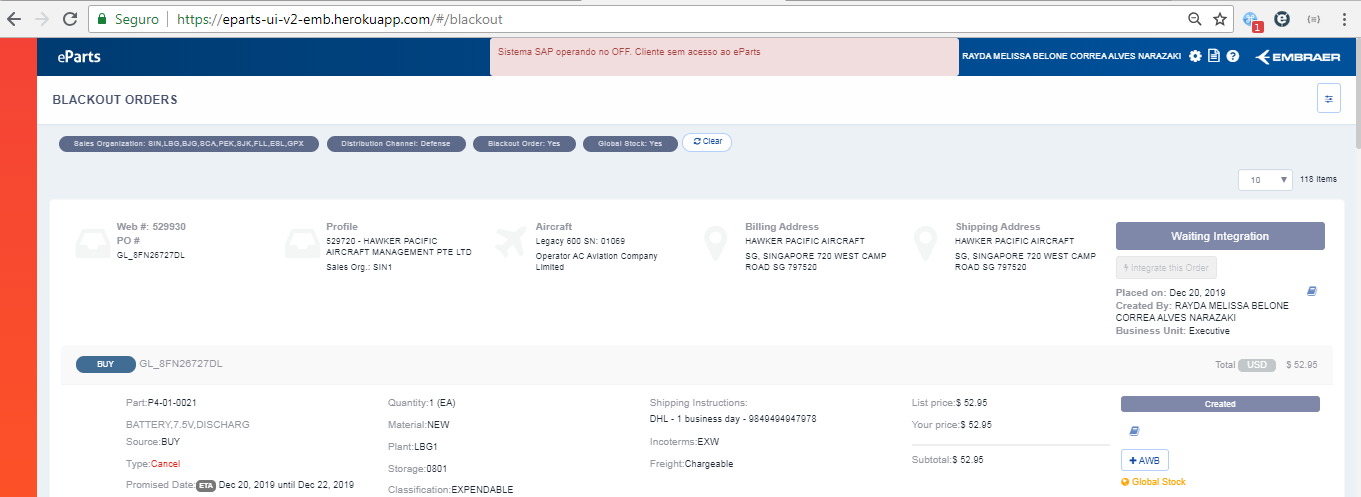 Seguro https://eparts-ui-v2-emb.herokuapp.com/#/blackout
1
eParts
Sistema SAP operando no OFF. Cliente sem acesso ao eParts
RAYDA MELISSA BELONE CORREA ALVES NARAZAKI
EMBRAER
BLACKOUT ORDERS
Sales Organization: SIN,LBG,BJG,SCA,PEK,SJK,FLL,ESL,GPX
Distribution Channel: Defense
Blackout Order: Yes
Global Stock: Yes
Clear
10
118 Items
Web #: 529930
PO #
GL_8FN26727DL
Profile
529720 - HAWKER PACIFIC
AIRCRAFT MANAGEMENT PTE LTD
Sales Org.: SIN1
Aircraft
Legacy 600 SN: 01069
Operator AC Aviation Company
Limited
Billing Address
HAWKER PACIFIC AIRCRAFT
SG, SINGAPORE 720 WEST CAMP
ROAD SG 797520
Shipping Address
HAWKER PACIFIC AIRCRAFT
SG, SINGAPORE 720 WEST CAMP
ROAD SG 797520
Waiting Integration
Integrate this Order
Placed on: Dec 20, 2019
Created By: RAYDA MELISSA BELONE
CORREA ALVES NARAZAKI
Business Unit: Executive
BUY GL_8FN26727DL
Total USD $ 52.95
Part:P4-01-0021
BATTERY,7.5V,DISCHARG
Source:BUY
Type:Cancel
Promised Date: ETA Dec 20, 2019 until Dec 22, 2019
Quantity:1 (EA)
Material:NEW
Plant:LBG1
Storage:0801
Classification:EXPENDABLE
Shipping Instructions:
DHL - 1 business day - 9849494947978
Incoterms:EXW
Freight:Chargeable
List price:$ 52.95
Your price:$ 52.95
Subtotal:$ 52.95
Created
+ AWB
Global Stock